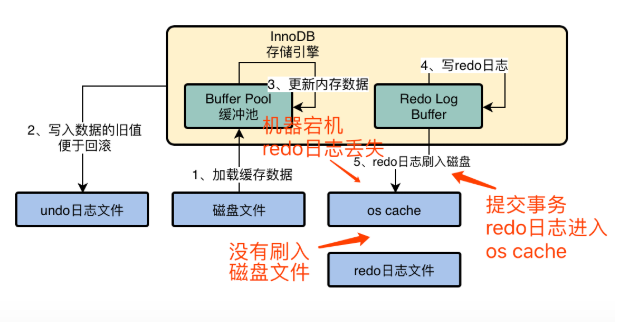 InnoDB
存储引擎
4、写redo日志
3、更新内存数据
Buffer Pool
缓冲池
Redo Log
Buffer
机器宕机
redo日志丢失
2、写入数据的旧值
便于回滚
5、redo日志刷入磁盘
1、加载缓存数据
undo日志文件
磁盘文件
os cache
提交事务
redo日志进入
os cache
没有刷入
磁盘文件
redo日志文件